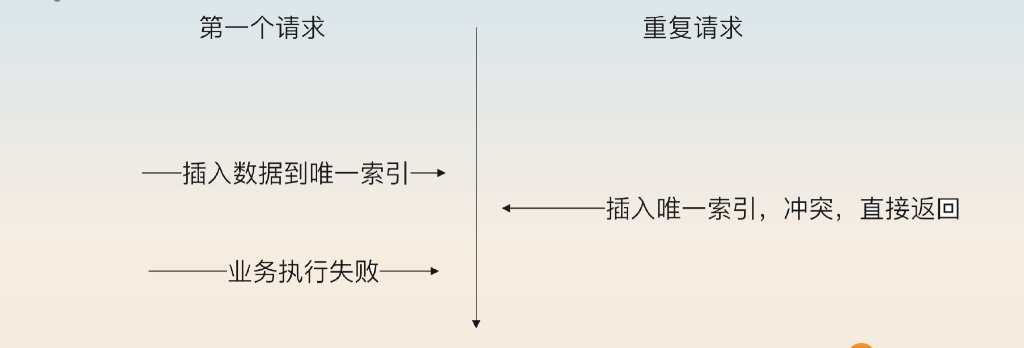 第一个请求
重复请求
插入数据到唯一索引
插入唯一索引，冲突，直接返回
业务执行失败